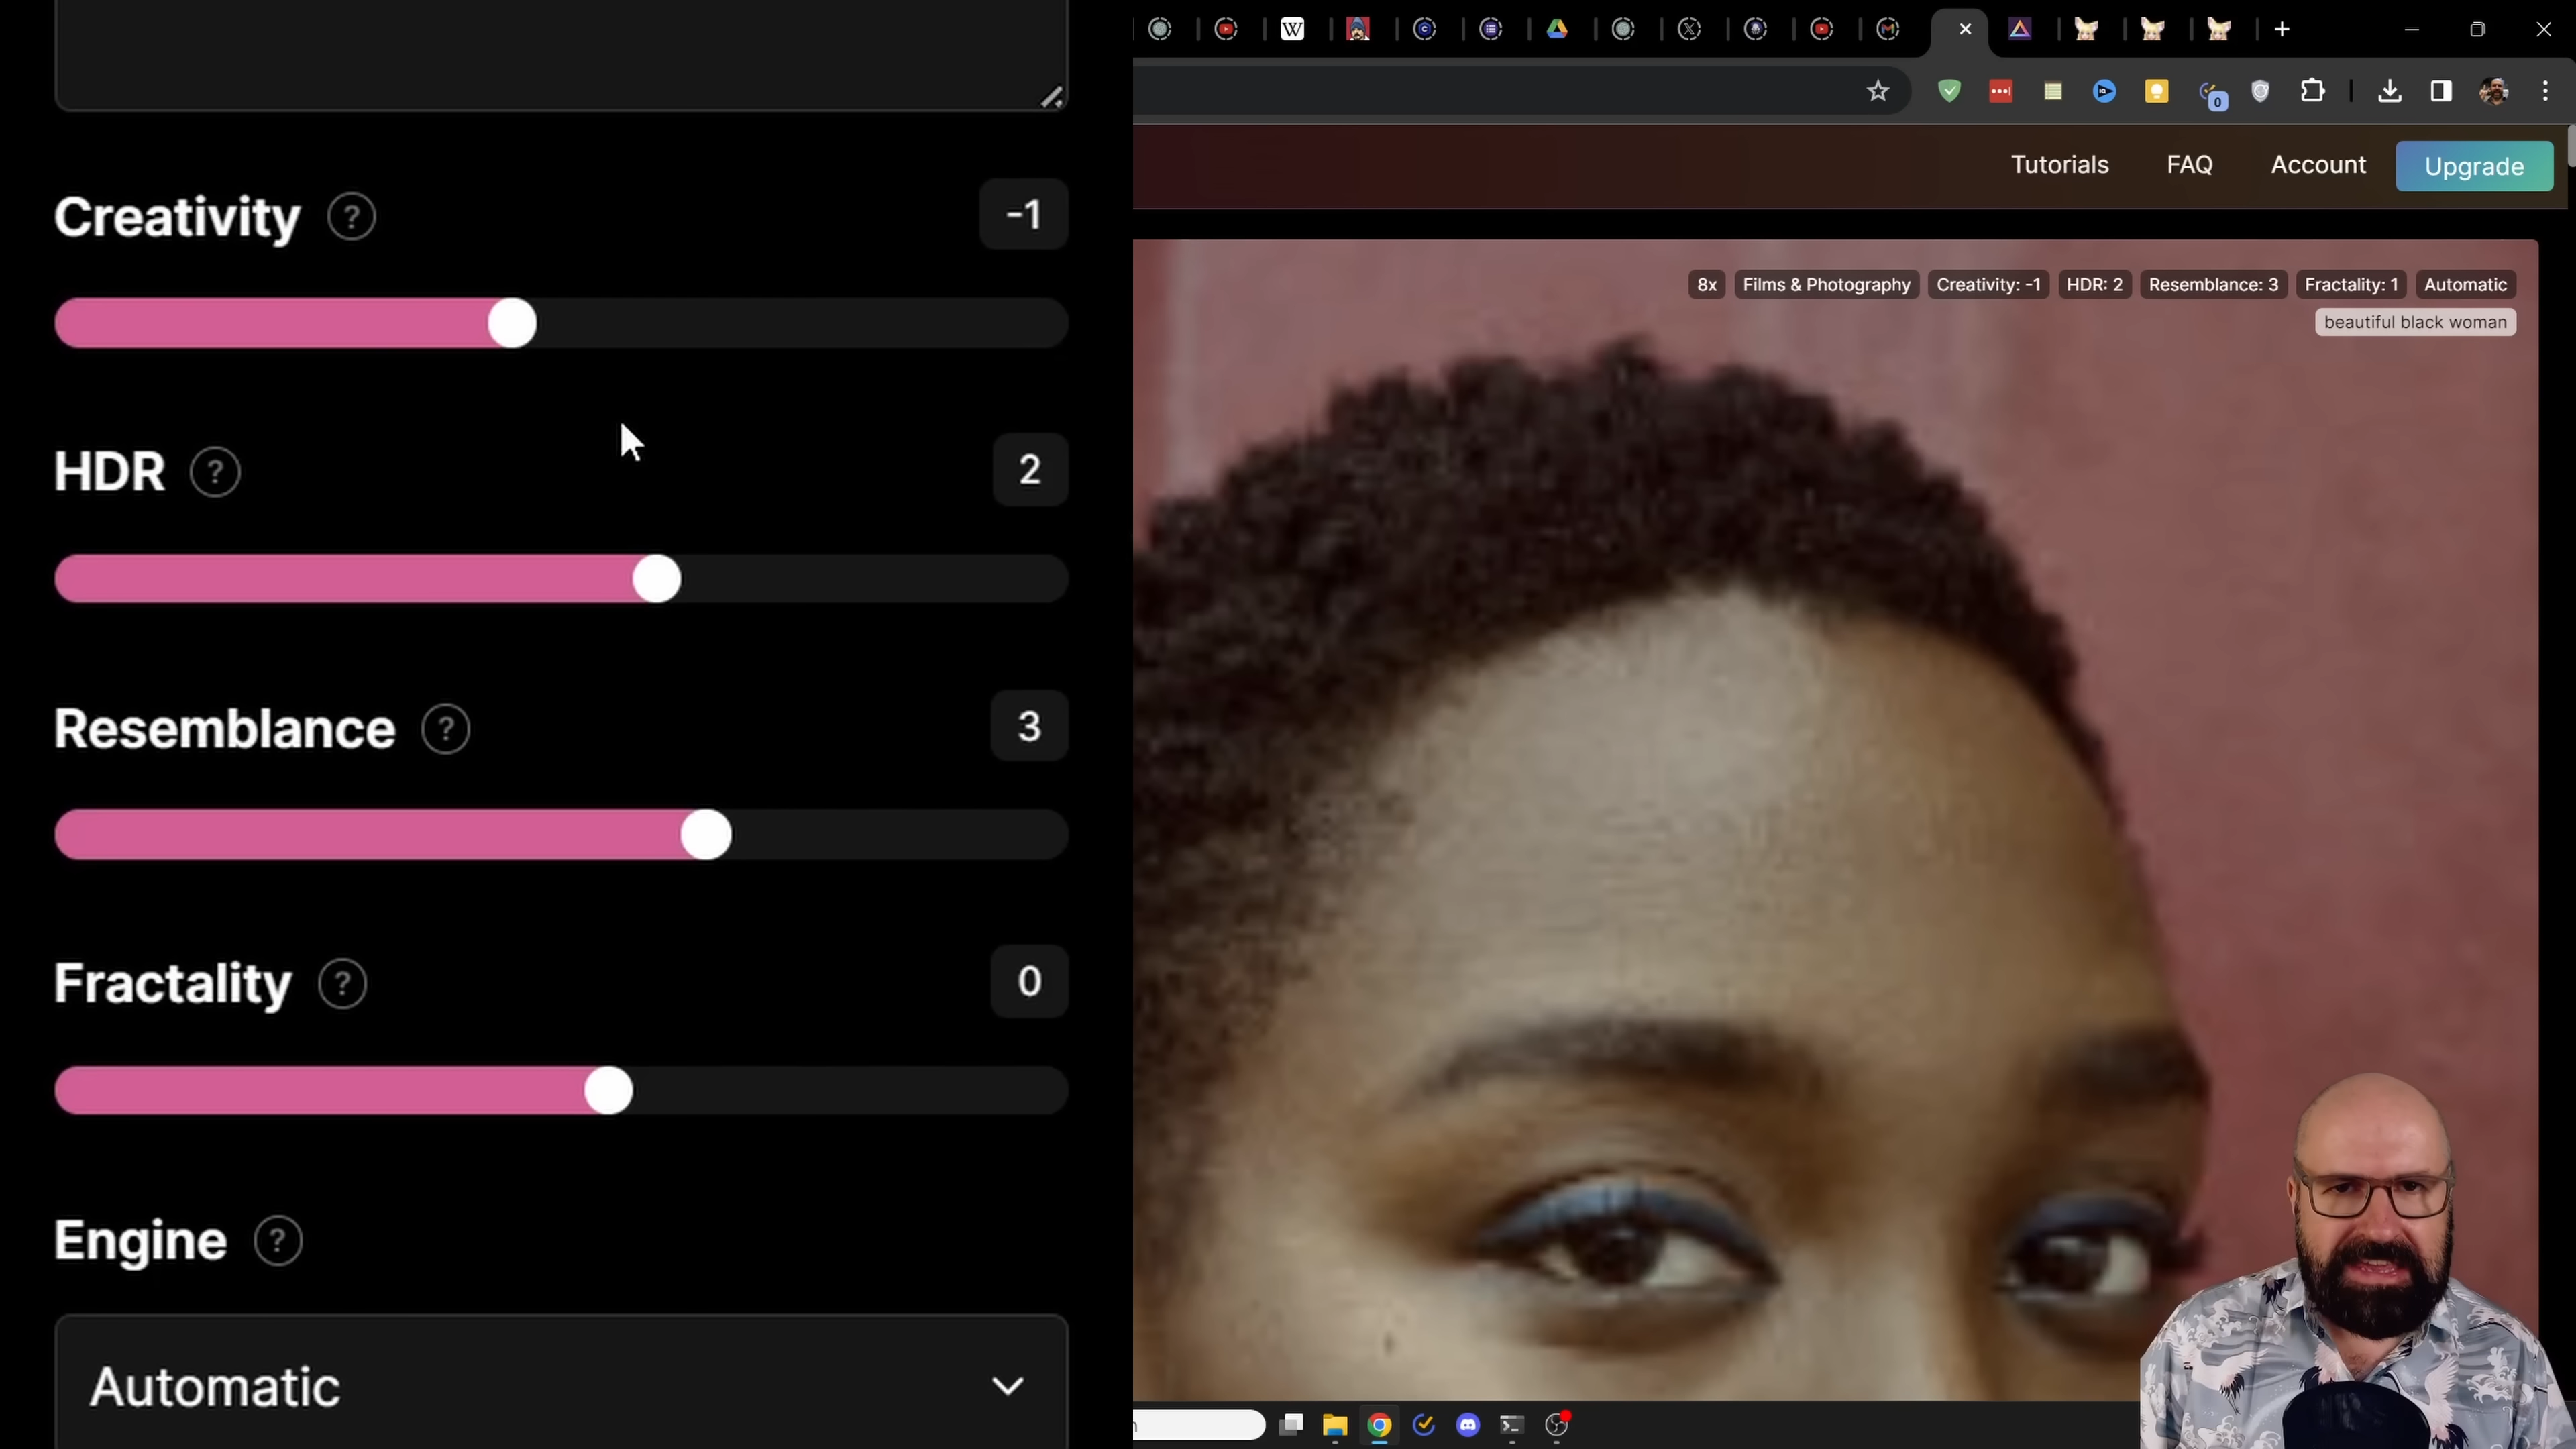 Tutorials FAQ Account Upgrade
Creativity ? -1
8x Films & Photography Creativity: -1 HDR: 2 Resemblance: 3 Fractality: 1 Automatic
beautiful black woman
HDR ? 2
Resemblance ? 3
Fractality ? 0
Engine ?
Automatic